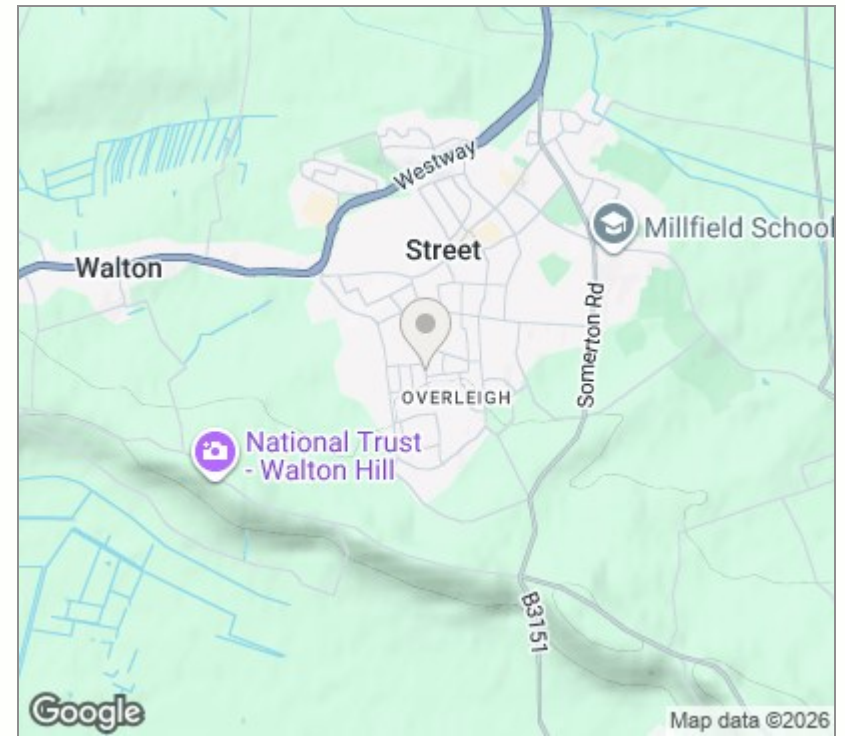 Westway
Street
Millfield School
Walton
Somerton Rd
OVERLEIGH
National Trust
- Walton Hill
B3151
Google
Map data ©2026